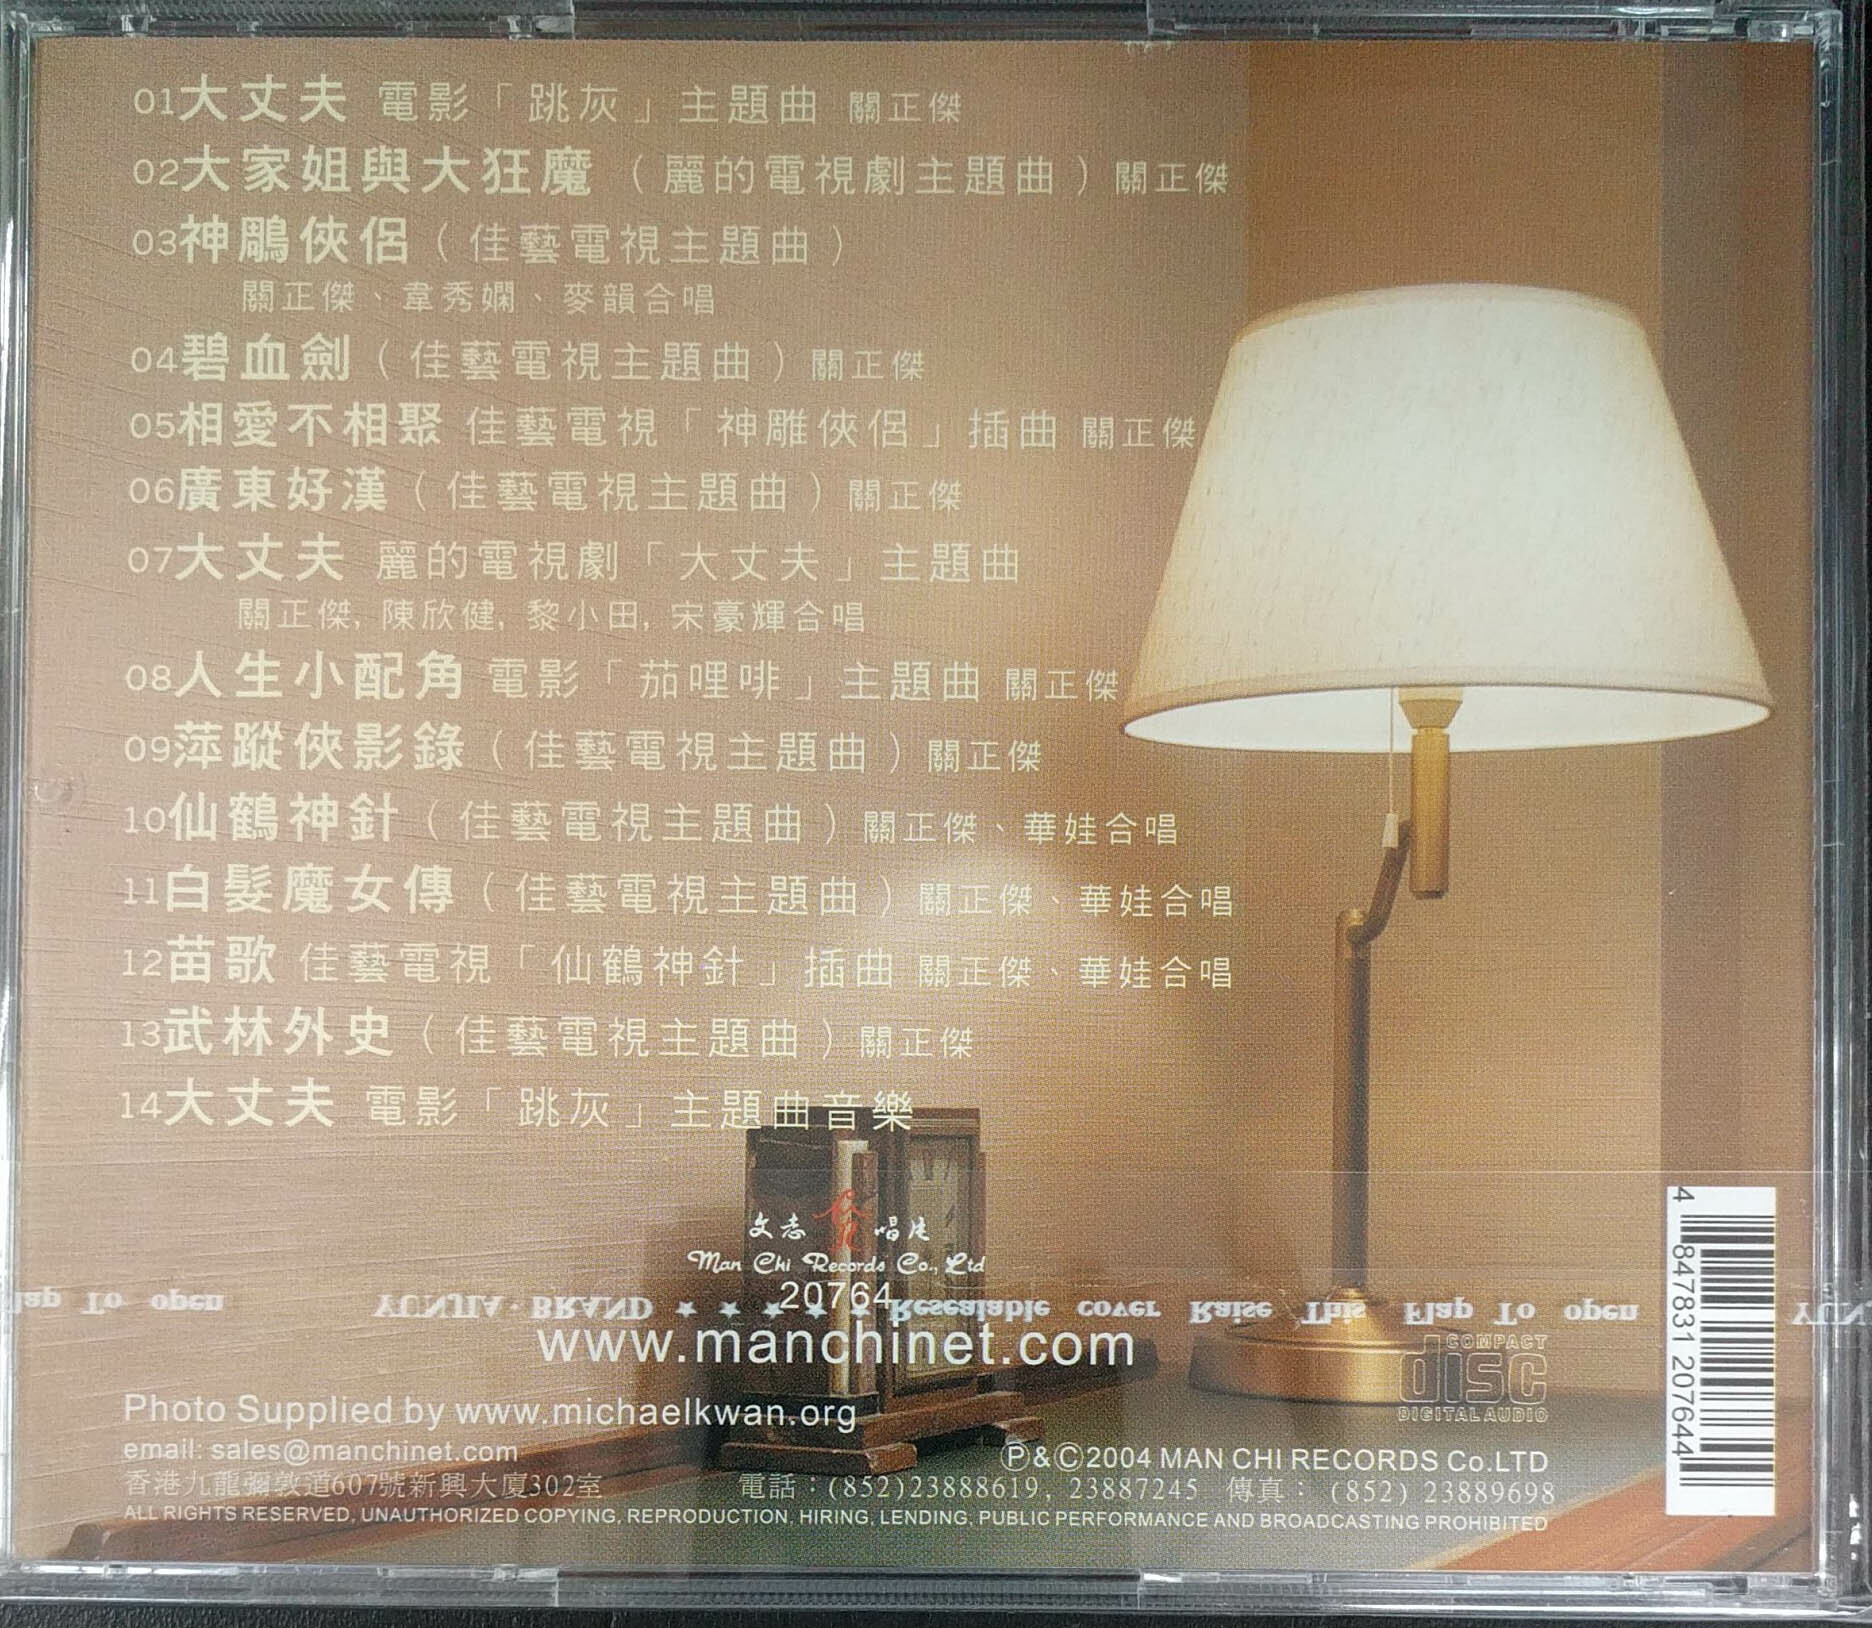 01大丈夫 電影「跳灰」主題曲 關正傑
02大家姐與大狂魔（麗的電視劇主題曲）關正傑
03神鵰俠侶（佳藝電視主題曲）
關正傑、韋秀嫻、麥韻合唱
04碧血劍（佳藝電視主題曲）關正傑
05相愛不相聚 佳藝電視「神雕俠侶」插曲 關正傑
06廣東好漢（佳藝電視主題曲）關正傑
07大丈夫 麗的電視劇「大丈夫」主題曲
關正傑, 陳欣健, 黎小田, 宋豪輝合唱
08人生小配角 電影「茄哩啡」主題曲 關正傑
09萍蹤俠影錄（佳藝電視主題曲）關正傑
10仙鶴神針（佳藝電視主題曲）關正傑、華娃合唱
11白髮魔女傳（佳藝電視主題曲）關正傑、華娃合唱
12苗歌 佳藝電視「仙鶴神針」插曲 關正傑、華娃合唱
13武林外史（佳藝電視主題曲）關正傑
14大丈夫 電影「跳灰」主題曲音樂
文志唱片
Man Chi Records Co., Ltd
20764
Flap To open YUNJIA·BRAND ★ ★ ★ ★ ★ Resealable cover Raise This Flap To open YUNJ
www.manchinet.com
COMPACT
disc
DIGITAL AUDIO
4 847831 207644
Photo Supplied by www.michaelkwan.org
email: sales@manchinet.com
Ⓟ&Ⓒ2004 MAN CHI RECORDS Co.LTD
香港九龍彌敦道607號新興大廈302室 電話：(852)23888619, 23887245 傳真： (852) 23889698
ALL RIGHTS RESERVED, UNAUTHORIZED COPYING, REPRODUCTION, HIRING, LENDING, PUBLIC PERFORMANCE AND BROADCASTING PROHIBITED